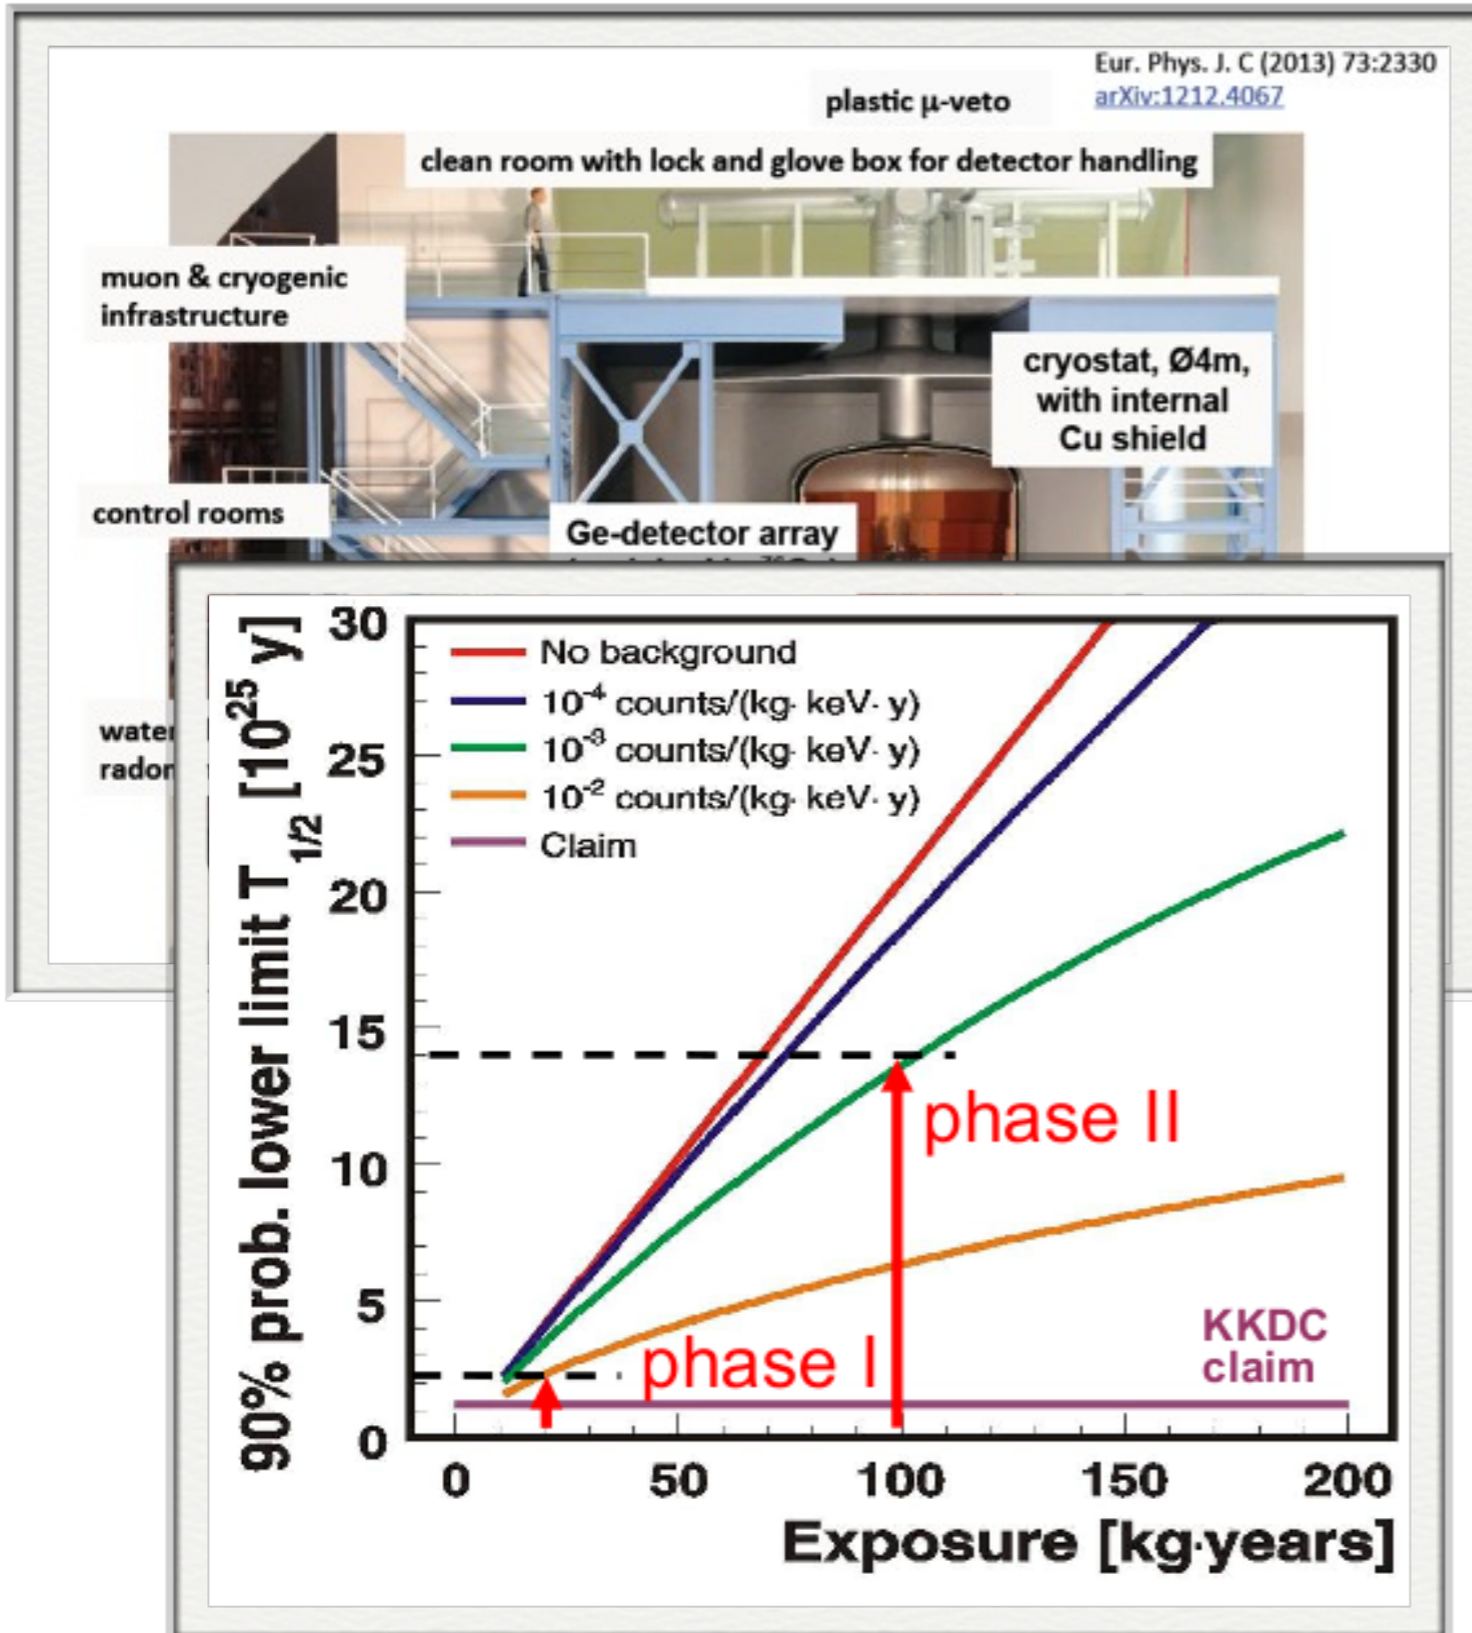 Eur. Phys. J. C (2013) 73:2330
arXiv:1212.4067
plastic μ-veto
clean room with lock and glove box for detector handling
muon & cryogenic
infrastructure
cryostat, Ø4m,
with internal
Cu shield
control rooms
Ge-detector array
water
radon
90% prob. lower limit T1/2 [10^25 y]
30
25
20
15
10
5
0
No background
10^-4 counts/(kg· keV· y)
10^-3 counts/(kg· keV· y)
10^-2 counts/(kg· keV· y)
Claim
phase II
phase I
KKDC
claim
0 50 100 150 200
Exposure [kg·years]